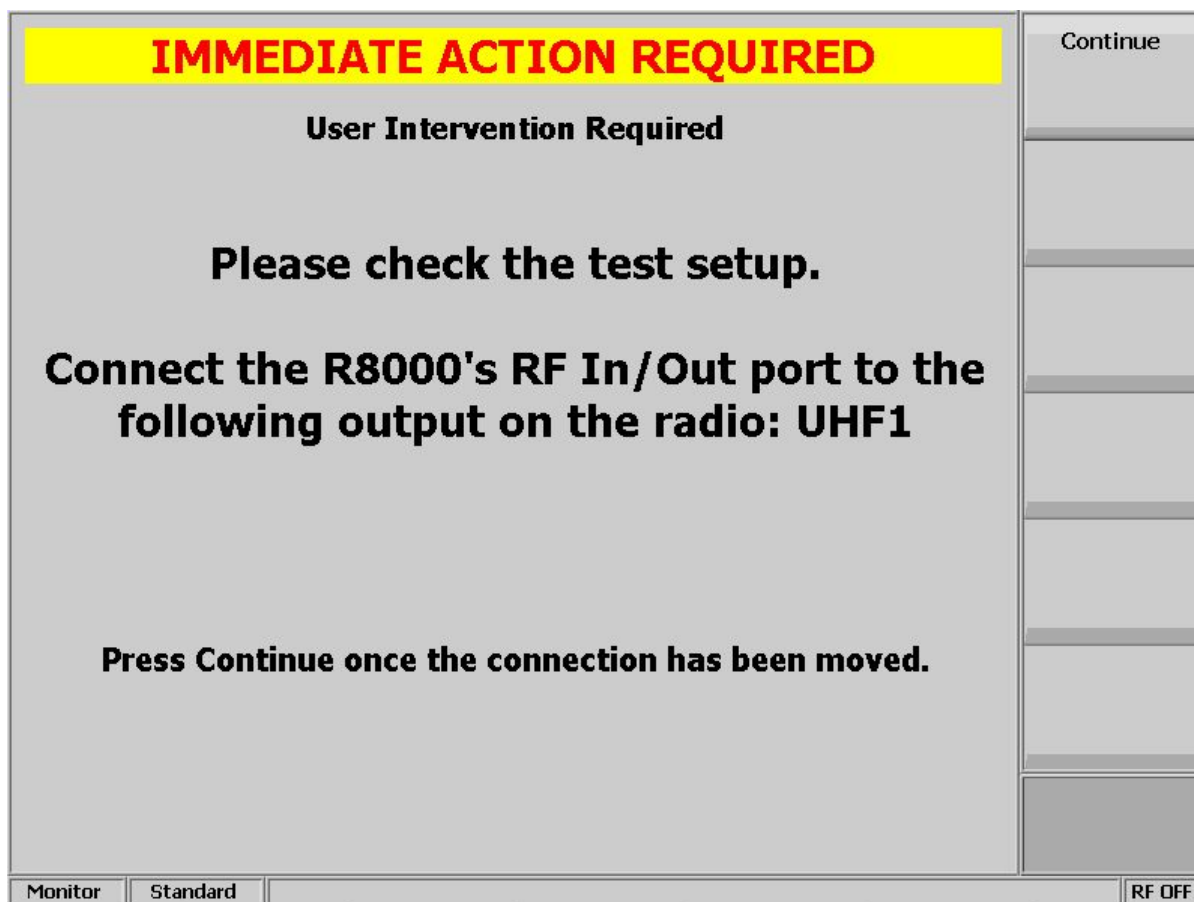 IMMEDIATE ACTION REQUIRED
Continue
User Intervention Required
Please check the test setup.
Connect the R8000's RF In/Out port to the
following output on the radio: UHF1
Press Continue once the connection has been moved.
Monitor
Standard
RF OFF